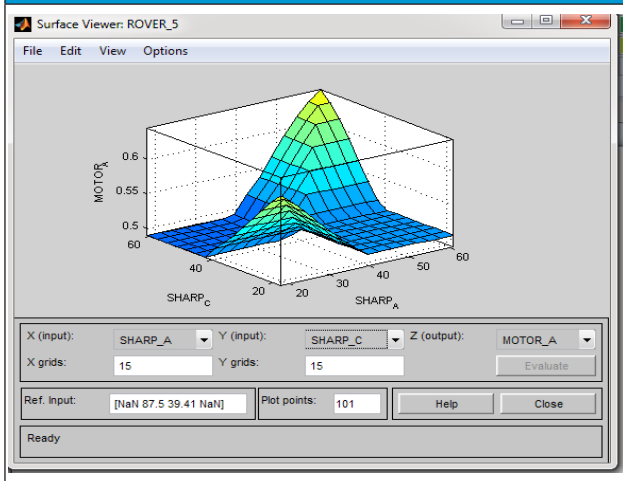 Surface Viewer: ROVER_5
File Edit View Options
0.6
0.55
0.5
MOTOR_A
60
40
20
SHARP_C
20
30
40
50
60
SHARP_A
X (input): SHARP_A Y (input): SHARP_C Z (output): MOTOR_A
X grids: 15 Y grids: 15 Evaluate
Ref. Input: [NaN 87.5 39.41 NaN] Plot points: 101 Help Close
Ready